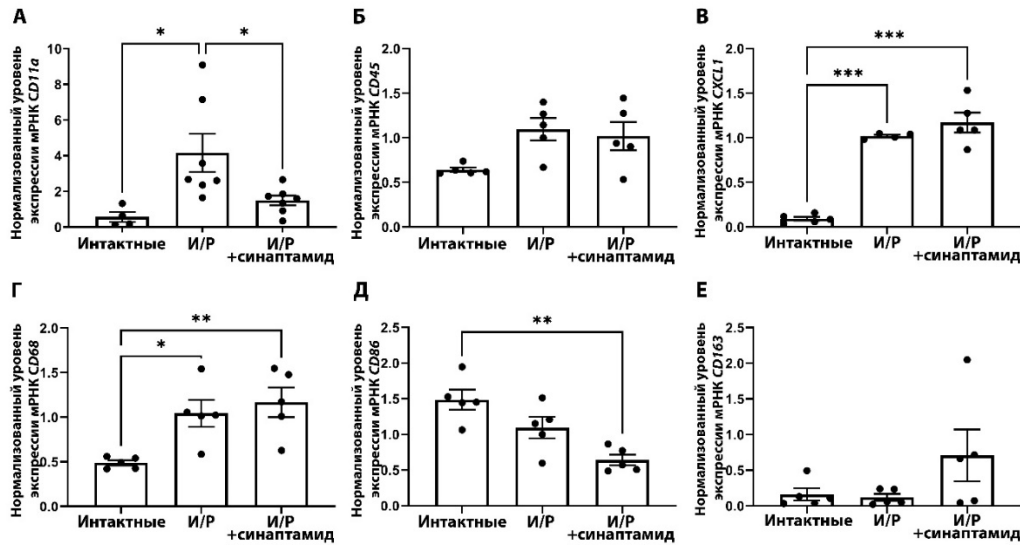 А
Нормализованный уровень
экспрессии мРНК CD11a
10
8
6
4
2
0
*
*
Интактные
И/Р
И/Р
+синаптамид
Б
Нормализованный уровень
экспрессии мРНК CD45
2.0
1.5
1.0
0.5
0.0
Интактные
И/Р
И/Р
+синаптамид
В
Нормализованный уровень
экспрессии мРНК CXCL1
2.0
1.5
1.0
0.5
0.0
***
***
Интактные
И/Р
И/Р
+синаптамид
Г
Нормализованный уровень
экспрессии мРНК CD68
2.0
1.5
1.0
0.5
0.0
**
*
Интактные
И/Р
И/Р
+синаптамид
Д
Нормализованный уровень
экспрессии мРНК CD86
2.5
2.0
1.5
1.0
0.5
0.0
**
Интактные
И/Р
И/Р
+синаптамид
Е
Нормализованный уровень
экспрессии мРНК CD163
2.5
2.0
1.5
1.0
0.5
0.0
Интактные
И/Р
И/Р
+синаптамид